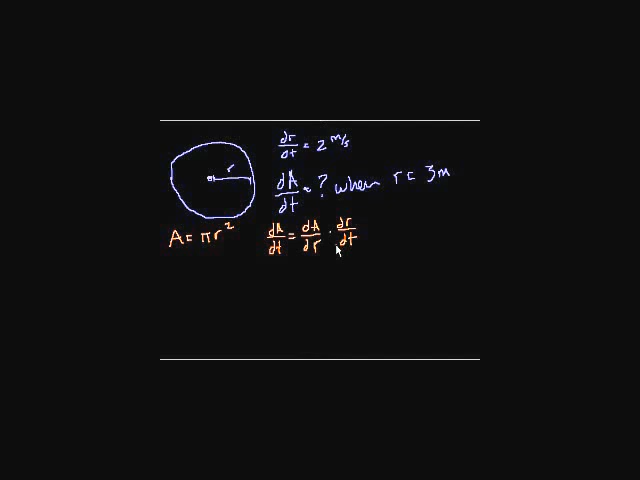 r
dr/dt = 2 m/s
dA/dt = ? when r = 3m
A = πr²
dA/dt = dA/dr · dr/dt